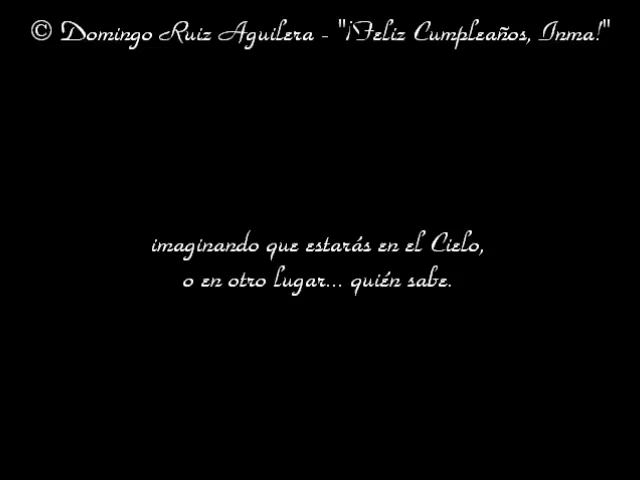 © Domingo Ruiz Aguilera - "¡Feliz Cumpleaños, Inma!"
imaginando que estarás en el Cielo,
o en otro lugar... quién sabe.